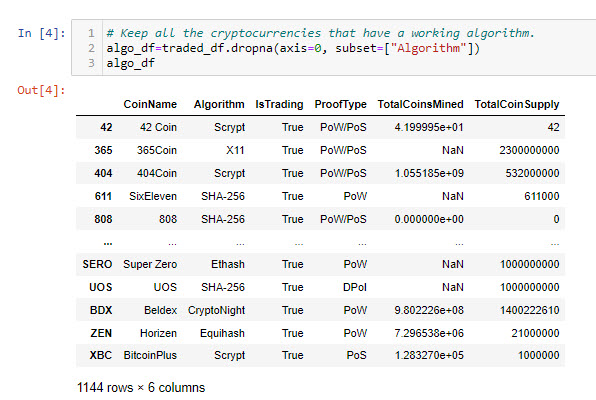 In [4]:
1 # Keep all the cryptocurrencies that have a working algorithm.
2 algo_df=traded_df.dropna(axis=0, subset=["Algorithm"])
3 algo_df
Out[4]:
CoinName Algorithm IsTrading ProofType TotalCoinsMined TotalCoinSupply
42 42 Coin Scrypt True PoW/PoS 4.199995e+01 42
365 365Coin X11 True PoW/PoS NaN 2300000000
404 404Coin Scrypt True PoW/PoS 1.055185e+09 532000000
611 SixEleven SHA-256 True PoW NaN 611000
808 808 SHA-256 True PoW/PoS 0.000000e+00 0
... ... ... ... ... ... ...
SERO Super Zero Ethash True PoW NaN 1000000000
UOS UOS SHA-256 True DPoI NaN 1000000000
BDX Beldex CryptoNight True PoW 9.802226e+08 1400222610
ZEN Horizen Equihash True PoW 7.296538e+06 21000000
XBC BitcoinPlus Scrypt True PoS 1.283270e+05 1000000
1144 rows × 6 columns